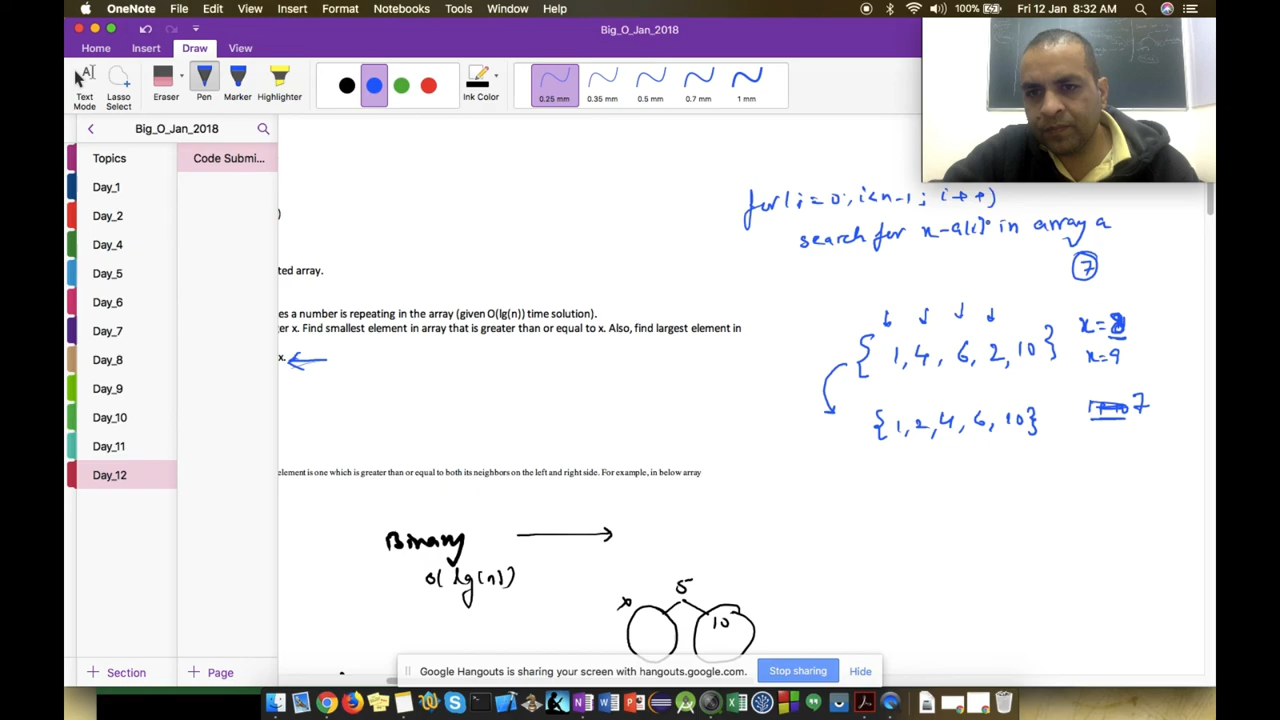 OneNote File Edit View Insert Format Notebooks Tools Window Help 100% Fri 12 Jan 8:32 AM
Big_O_Jan_2018
Home Insert Draw View
Text Mode
Lasso Select
Eraser
Pen
Marker
Highlighter
Ink Color
0.25 mm
0.35 mm
0.5 mm
0.7 mm
1 mm
Big_O_Jan_2018
Topics
Code Submi...
Day_1
Day_2
Day_4
Day_5
Day_6
Day_7
Day_8
Day_9
Day_10
Day_11
Day_12
)
ted array.
es a number is repeating in the array (given O(lg(n)) time solution).
er x. Find smallest element in array that is greater than or equal to x. Also, find largest element in
x.
element is one which is greater than or equal to both its neighbors on the left and right side. For example, in below array
for(i=0; i<n-1; i++)
search for x-a[i] in array a
7
{1, 4, 6, 2, 10}
x=8
x=9
{1, 2, 4, 6, 10}
7
Binary
O(lg(n))
5
10
Google Hangouts is sharing your screen with hangouts.google.com.
Stop sharing
Hide
+ Section
+ Page